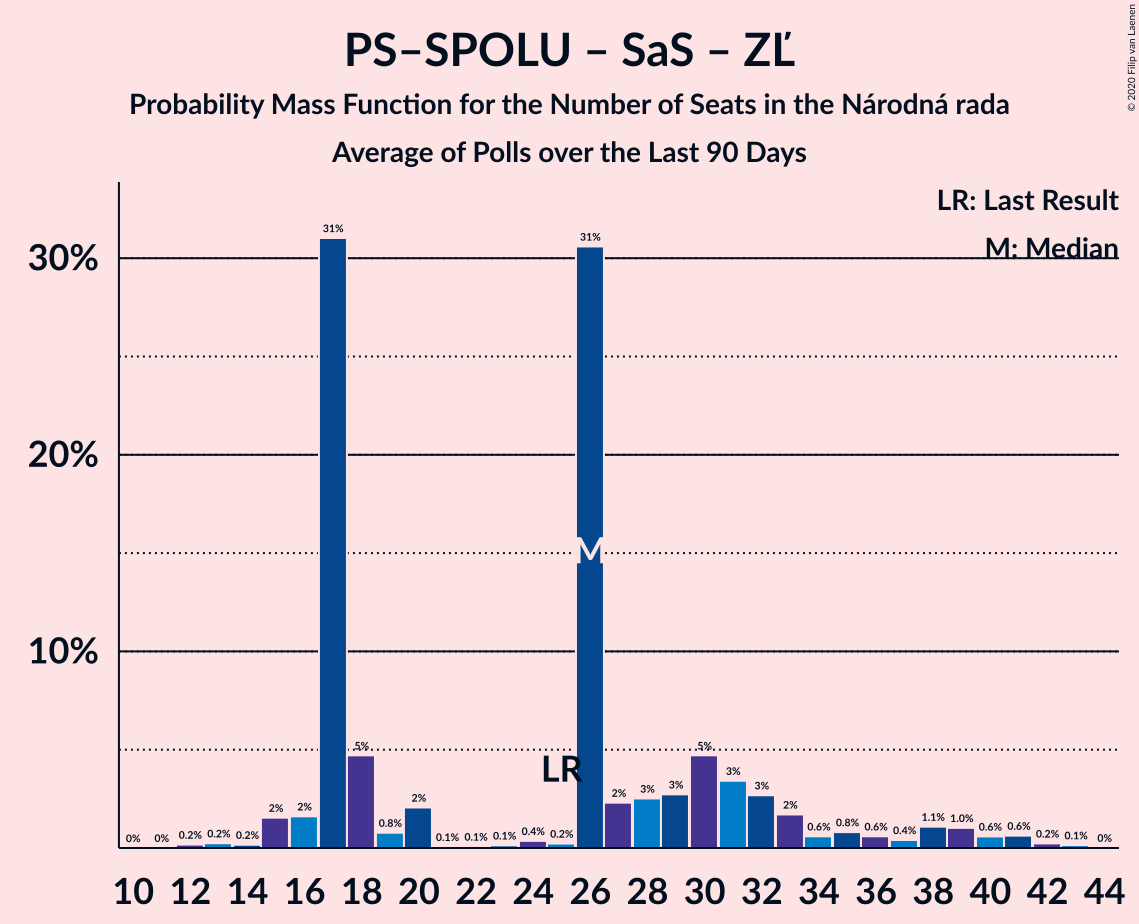 PS–SPOLU – SaS – ZĽ
Probability Mass Function for the Number of Seats in the Národná rada
Average of Polls over the Last 90 Days
© 2020 Filip van Laenen
LR: Last Result
M: Median
30%
20%
10%
0% 0% 0.2% 0.2% 0.2% 2% 2% 31% 5% 0.8% 2% 0.1% 0.1% 0.1% 0.4% 0.2% 31% 2% 3% 3% 5% 3% 3% 2% 0.6% 0.8% 0.6% 0.4% 1.1% 1.0% 0.6% 0.6% 0.2% 0.1% 0%
M
LR
10 12 14 16 18 20 22 24 26 28 30 32 34 36 38 40 42 44